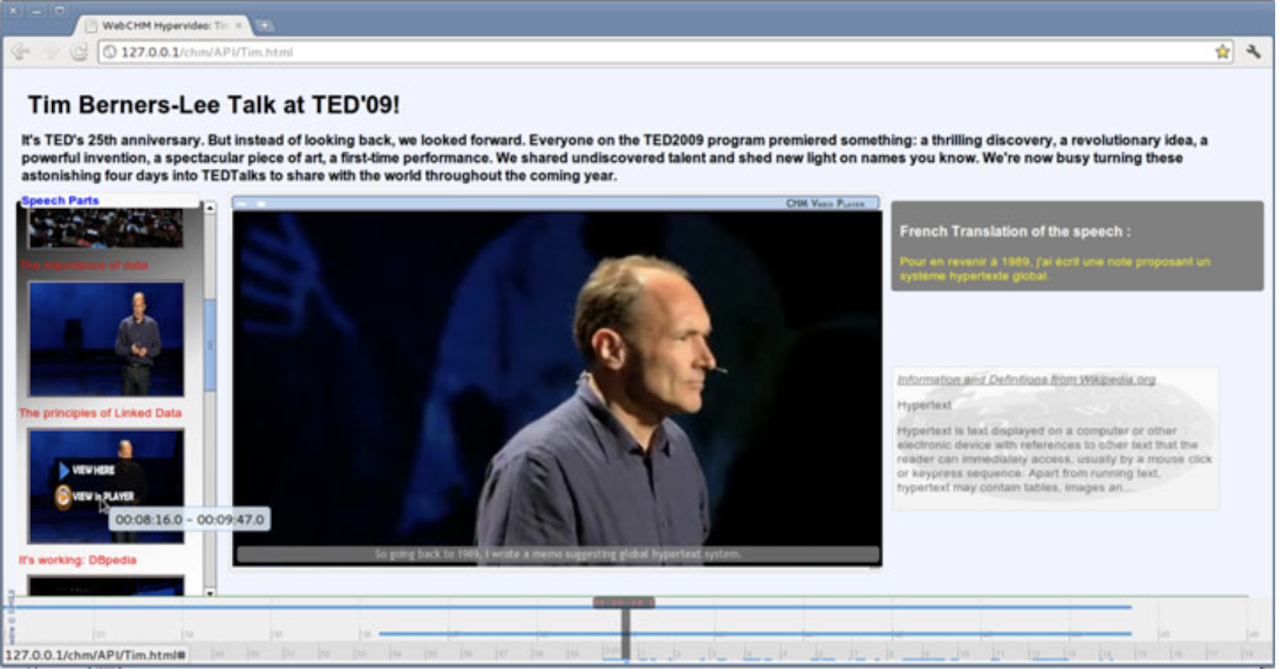 WebCHM Hypervideo: Tim
127.0.0.1/chm/API/Tim.html
Tim Berners-Lee Talk at TED'09!
It's TED's 25th anniversary. But instead of looking back, we looked forward. Everyone on the TED2009 program premiered something: a thrilling discovery, a revolutionary idea, a
powerful invention, a spectacular piece of art, a first-time performance. We shared undiscovered talent and shed new light on names you know. We're now busy turning these
astonishing four days into TEDTalks to share with the world throughout the coming year.
Speech Parts
The importance of data
The principles of Linked Data
VIEW HERE
VIEW in PLAYER
00:08:16.0 - 00:09:47.0
It's working: DBpedia
CHM Video Player
So going back to 1989, I wrote a memo suggesting global hypertext system.
French Translation of the speech :
Pour en revenir à 1989, j'ai écrit une note proposant un
système hypertexte global.
Information and Definitions from Wikipedia.org
Hypertext
Hypertext is text displayed on a computer or other
electronic device with references to other text that the
reader can immediately access, usually by a mouse click
or keypress sequence. Apart from running text,
hypertext may contain tables, images an...
127.0.0.1/chm/API/Tim.html#